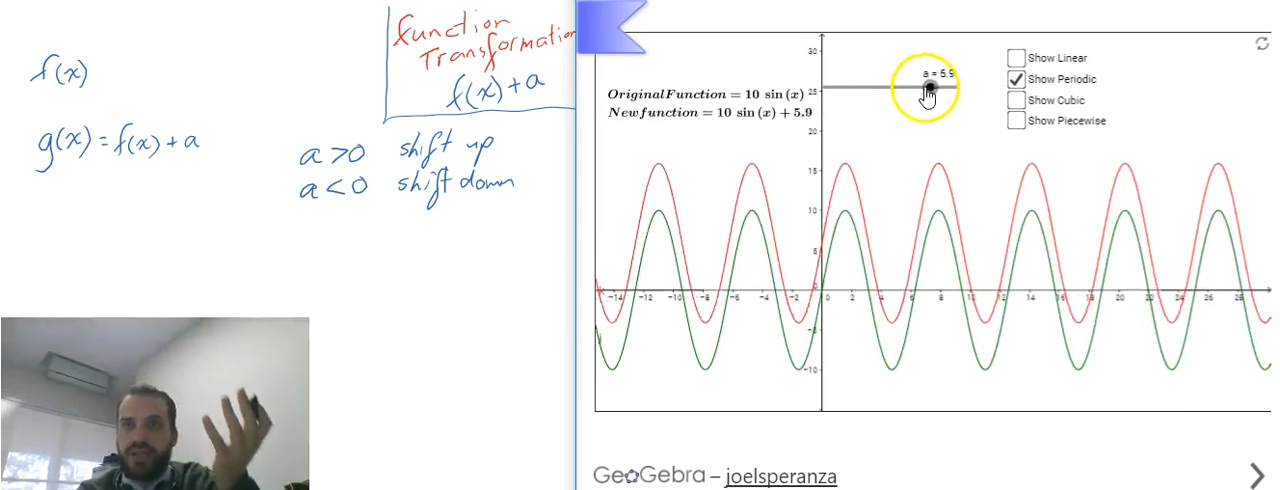 f(x)
g(x) = f(x) + a
function
Transformation
f(x) + a
a > 0 shift up
a < 0 shift down
Original Function = 10 sin (x)
New function = 10 sin (x) + 5.9
a = 5.9
Show Linear
Show Periodic
Show Cubic
Show Piecewise
30
25
20
15
10
5
0
-5
-10
-14 -12 -10 -8 -6 -4 -2 0 2 4 6 8 10 12 14 16 18 20 22 24 26 28
GeoGebra – joelsperanza